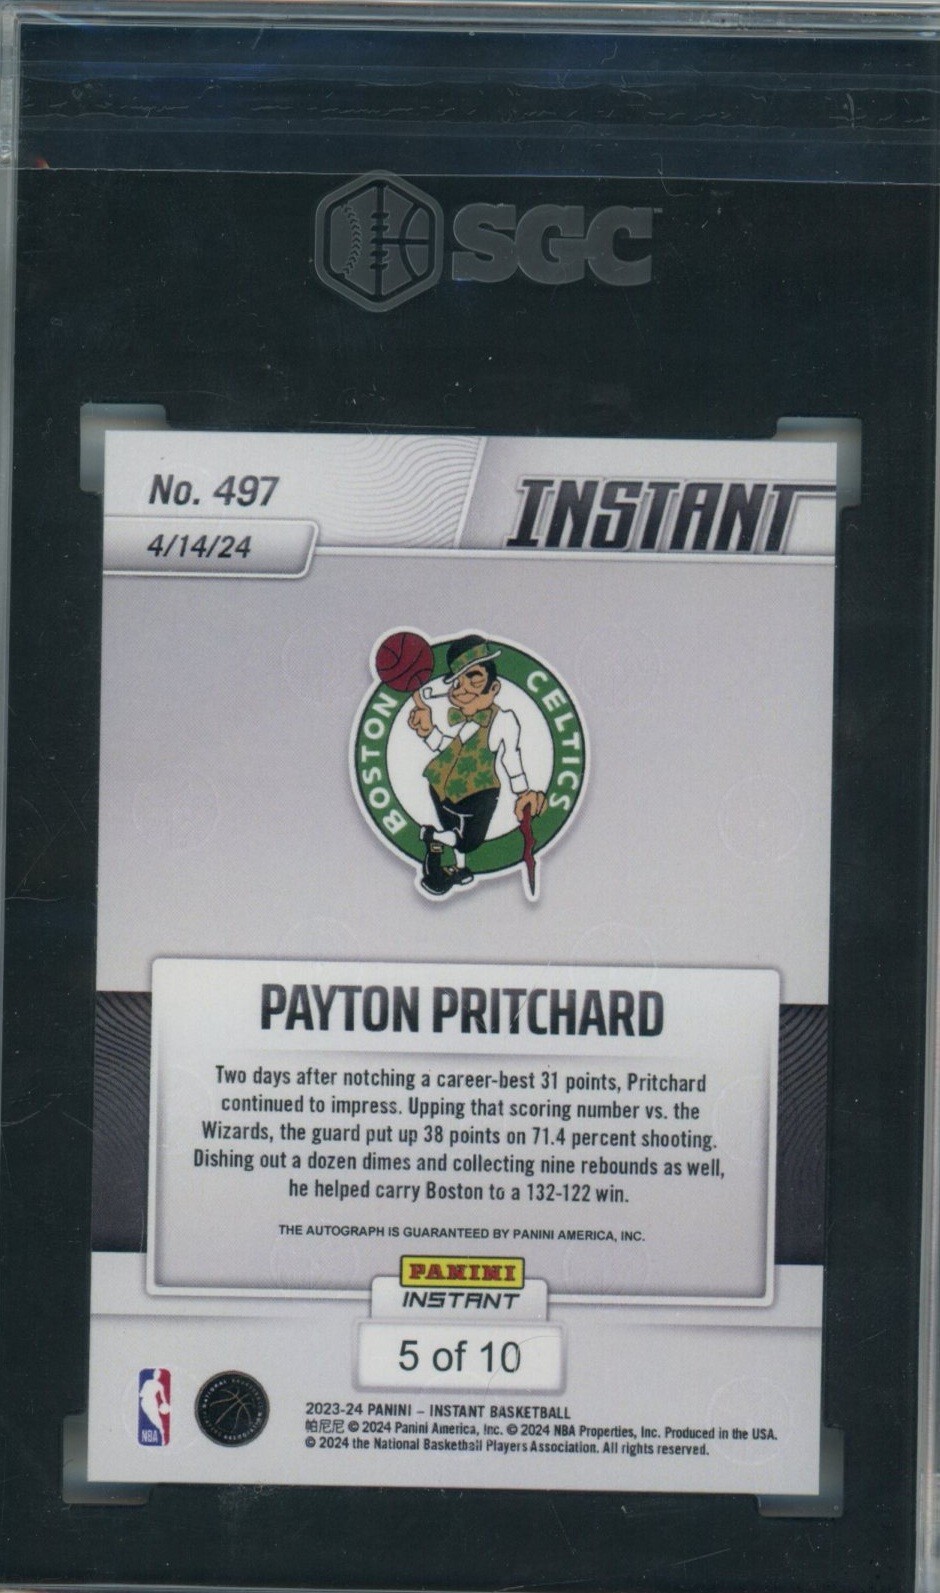 SGC
No. 497
INSTANT
4/14/24
BOSTON CELTICS
PAYTON PRITCHARD
Two days after notching a career-best 31 points, Pritchard
continued to impress. Upping that scoring number vs. the
Wizards, the guard put up 38 points on 71.4 percent shooting.
Dishing out a dozen dimes and collecting nine rebounds as well,
he helped carry Boston to a 132-122 win.
THE AUTOGRAPH IS GUARANTEED BY PANINI AMERICA, INC.
PANINI
INSTANT
5 of 10
NBA
2023-24 PANINI – INSTANT BASKETBALL
帕尼尼 © 2024 Panini America, Inc. © 2024 NBA Properties, Inc. Produced in the USA.
© 2024 the National Basketball Players Association. All rights reserved.